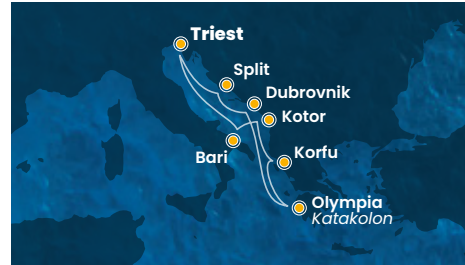 Triest
Split
Dubrovnik
Kotor
Bari
Korfu
Olympia
Katakolon